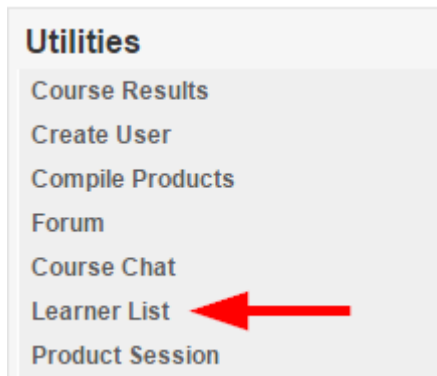 Utilities
Course Results
Create User
Compile Products
Forum
Course Chat
Learner List
Product Session